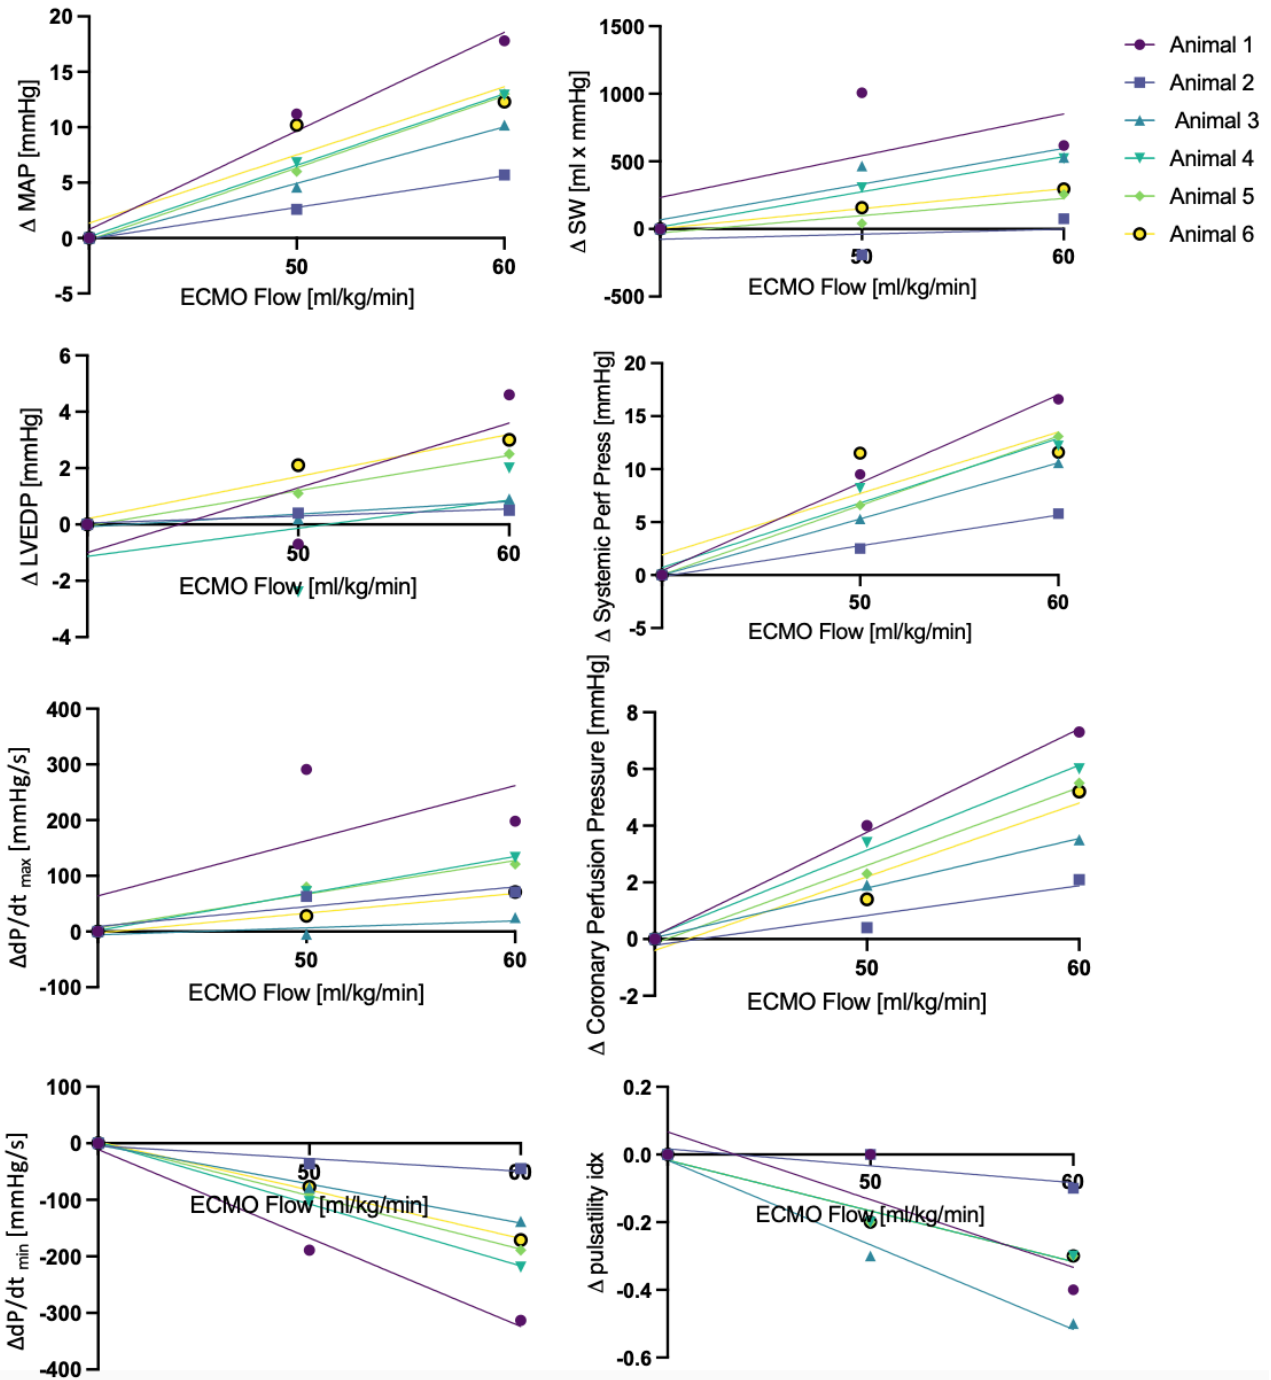 20
15
10
5
0
-5
50
60
Δ MAP [mmHg]
ECMO Flow [ml/kg/min]
1500
1000
500
0
-500
50
60
Δ SW [ml x mmHg]
ECMO Flow [ml/kg/min]
Animal 1
Animal 2
Animal 3
Animal 4
Animal 5
Animal 6
6
4
2
0
-2
-4
50
60
Δ LVEDP [mmHg]
ECMO Flow [ml/kg/min]
20
15
10
5
0
-5
50
60
Δ Systemic Perf Press [mmHg]
ECMO Flow [ml/kg/min]
400
300
200
100
0
-100
50
60
ΔdP/dt max [mmHg/s]
ECMO Flow [ml/kg/min]
8
6
4
2
0
-2
50
60
Δ Coronary Perfusion Pressure [mmHg]
ECMO Flow [ml/kg/min]
100
0
-100
-200
-300
-400
50
60
ΔdP/dt min [mmHg/s]
ECMO Flow [ml/kg/min]
0.2
0.0
-0.2
-0.4
-0.6
50
60
Δ pulsatility idx
ECMO Flow [ml/kg/min]